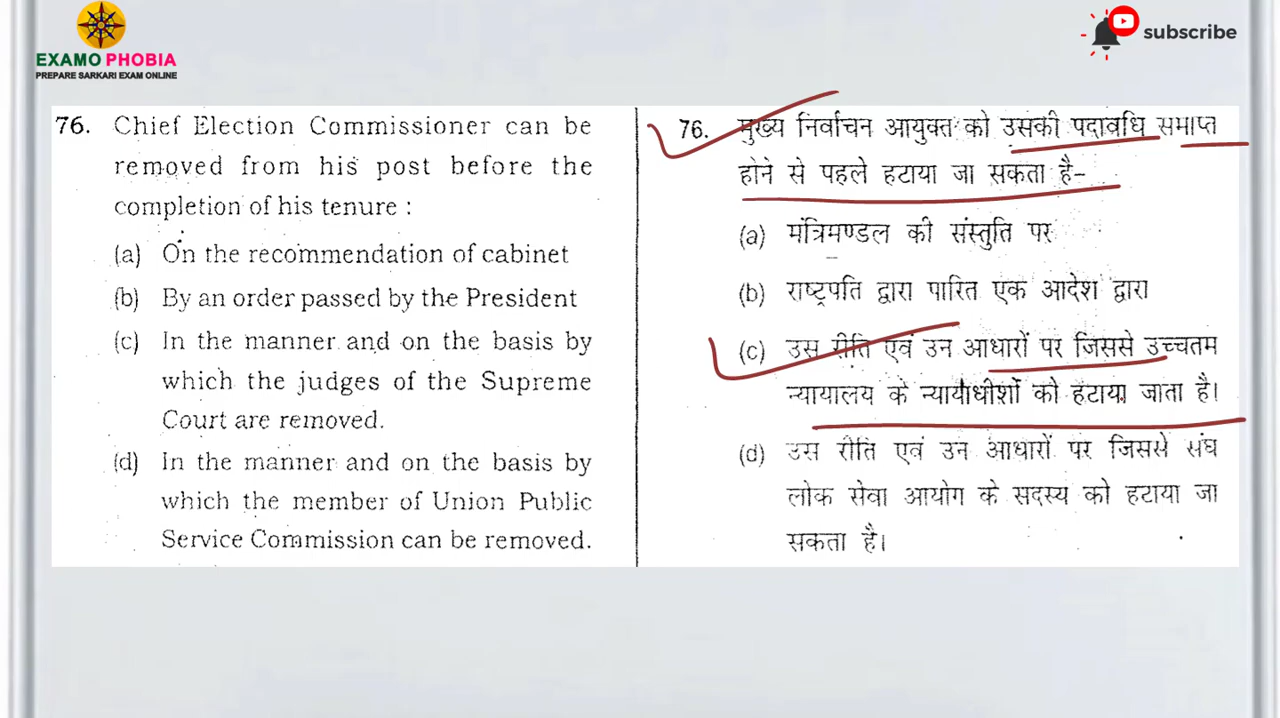 EXAMO PHOBIA
PREPARE SARKARI EXAM ONLINE
subscribe
76. Chief Election Commissioner can be
removed from his post before the
completion of his tenure :
(a) On the recommendation of cabinet
(b) By an order passed by the President
(c) In the manner and on the basis by
which the judges of the Supreme
Court are removed.
(d) In the manner and on the basis by
which the member of Union Public
Service Commission can be removed.
76. मुख्य निर्वाचन आयुक्त को उसकी पदावधि समाप्त
होने से पहले हटाया जा सकता है-
(a) मंत्रिमण्डल की संस्तुति पर
(b) राष्ट्रपति द्वारा पारित एक आदेश द्वारा
(c) उस रीति एवं उन आधारों पर जिससे उच्चतम
न्यायालय के न्यायाधीशों को हटाया जाता है।
(d) उस रीति एवं उन आधारों पर जिससे संघ
लोक सेवा आयोग के सदस्य को हटाया जा
सकता है।